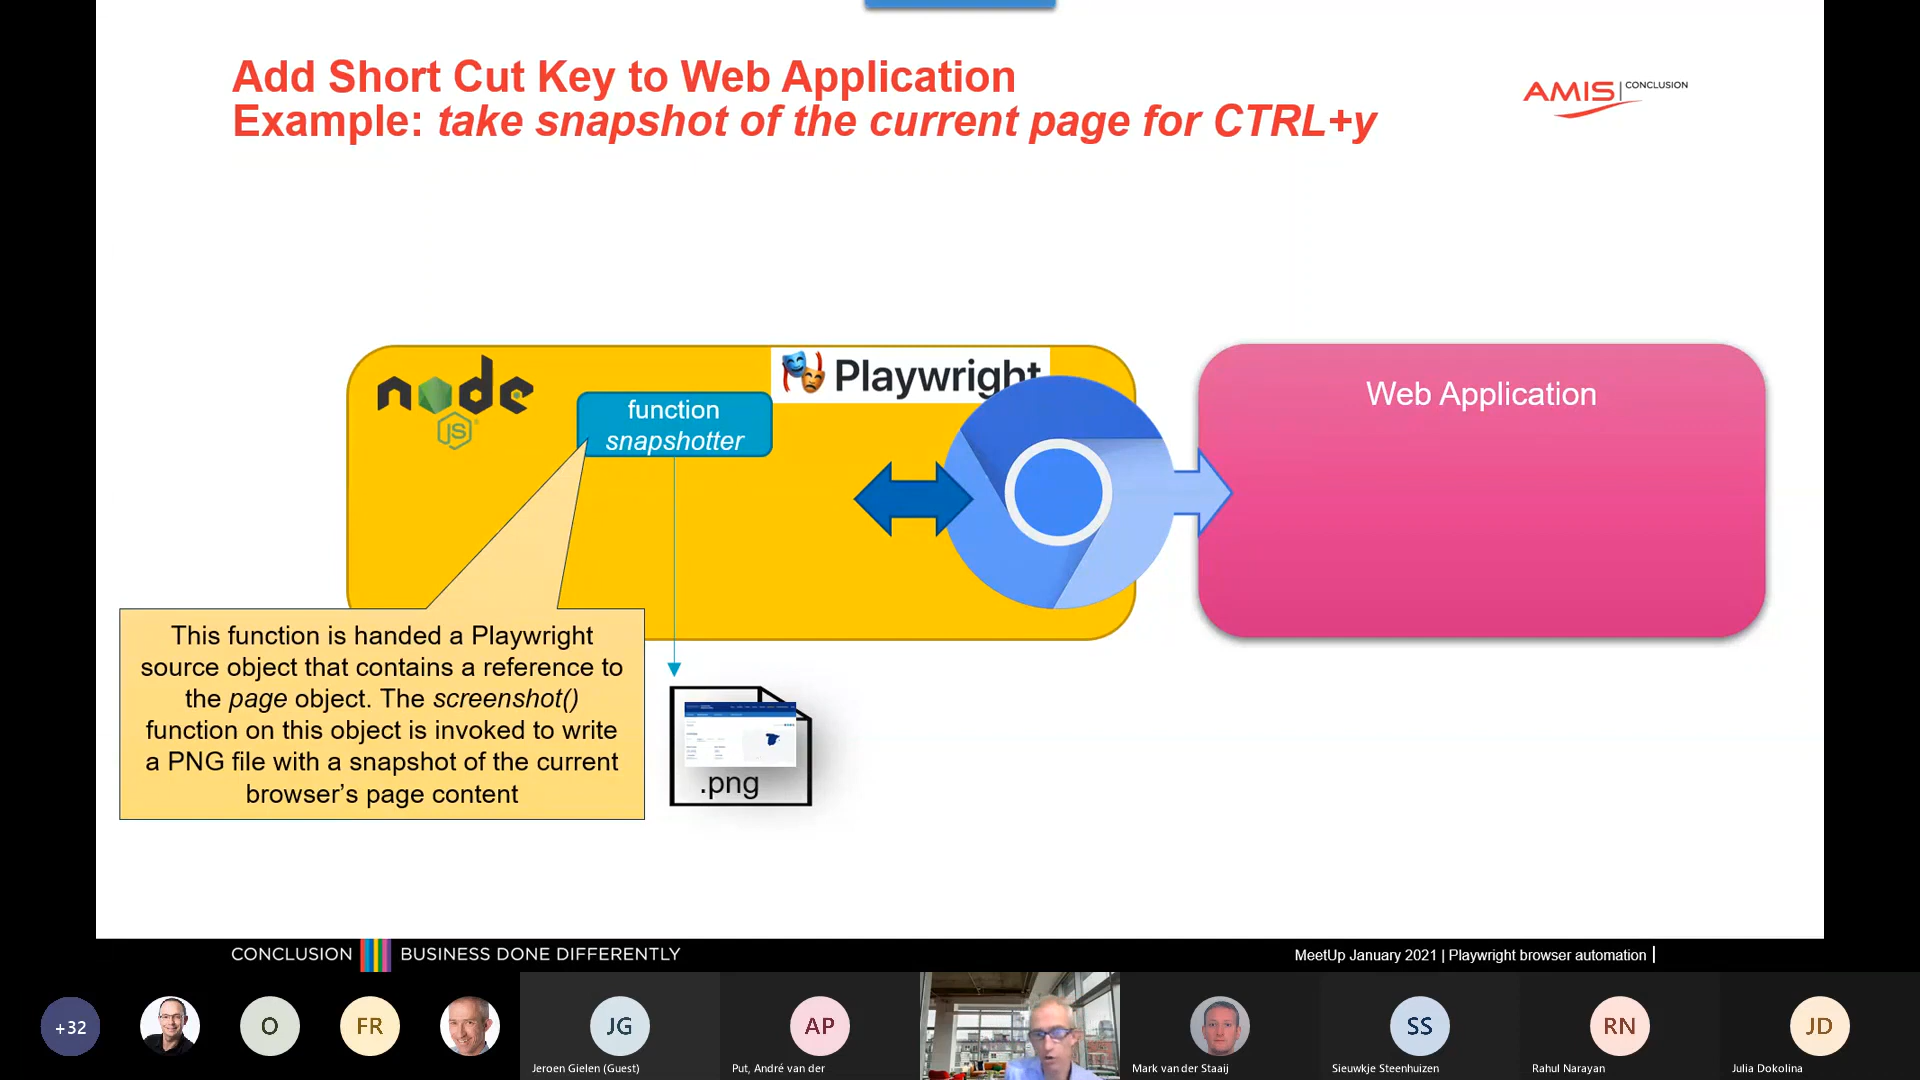 Add Short Cut Key to Web Application
Example: take snapshot of the current page for CTRL+y
AMIS | CONCLUSION
node
JS
Playwright
function
snapshotter
Web Application
This function is handed a Playwright
source object that contains a reference to
the page object. The screenshot()
function on this object is invoked to write
a PNG file with a snapshot of the current
browser’s page content
.png
CONCLUSION BUSINESS DONE DIFFERENTLY
MeetUp January 2021 | Playwright browser automation |
+32
O
FR
JG
AP
SS
RN
JD
Jeroen Gielen (Guest)
Put, André van der
Mark van der Staaij
Sieuwkje Steenhuizen
Rahul Narayan
Julia Dokolina